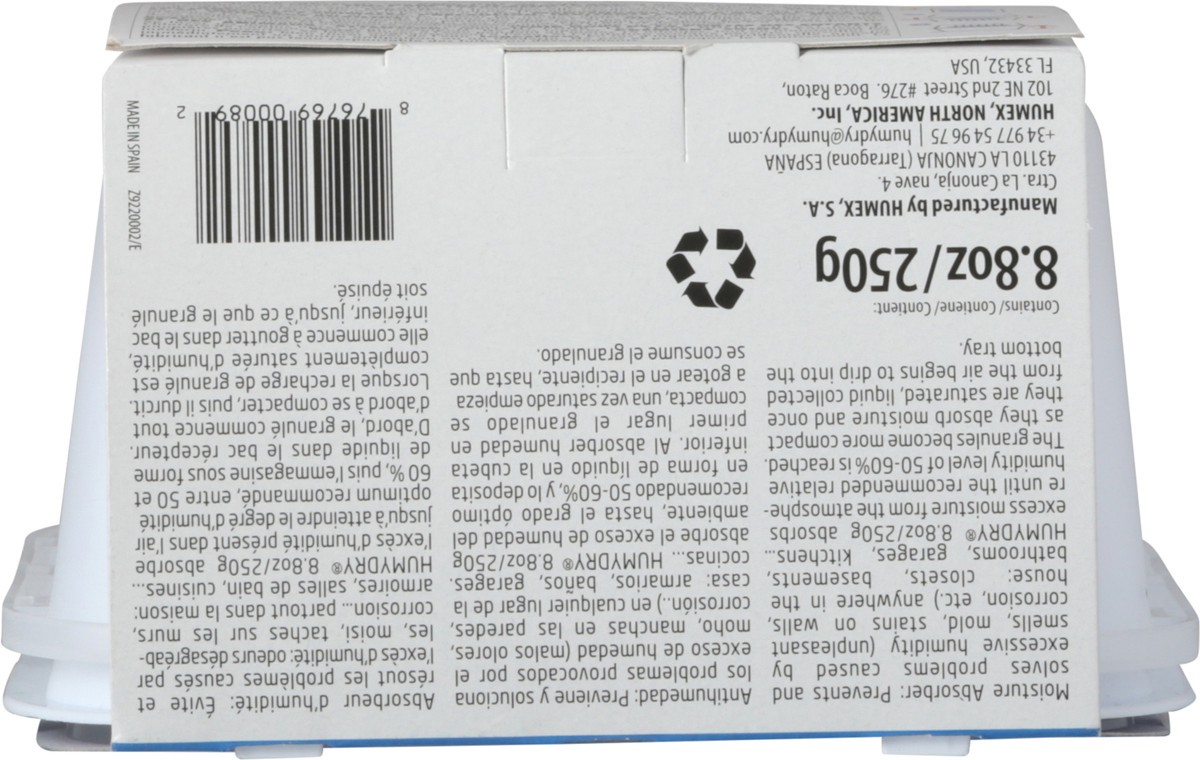 Moisture Absorber: Prevents and
solves problems caused by
excessive humidity (unpleasant
smells, mold, stains on walls,
corrosion, etc.) anywhere in the
house: closets, basements,
bathrooms, garages, kitchens...
HUMYDRY® 8.8oz/250g absorbs
excess moisture from the atmosphe-
re until the recommended relative
humidity level of 50-60% is reached.
The granules become more compact
as they absorb moisture and once
they are saturated, liquid collected
from the air begins to drip into the
bottom tray.
Antihumedad: Previene y soluciona
los problemas provocados por el
exceso de humedad (malos olores,
moho, manchas en las paredes,
corrosión..) en cualquier lugar de la
casa: armarios, baños, garages.
cocinas... HUMYDRY® 8.8oz/250g
absorbe el exceso de humedad del
ambiente, hasta el grado óptimo
recomendado 50-60%, y lo deposita
en forma de líquido en la cubeta
inferior. Al absorber humedad en
primer lugar el granulado se
compacta, una vez saturado empieza
a gotear en el recipiente, hasta que
se consume el granulado.
Absorbeur d'humidité: Évite et
résout les problèmes causés par
l'excès d'humidité: odeurs désagréab-
les, moisi, taches sur les murs,
corrosion... partout dans la maison:
armoires, salles de bain, cuisines...
HUMYDRY® 8.8oz/250g absorbe
l'excès d'humidité présent dans l'air
jusqu'à atteindre le degré d'humidité
optimum recommandé, entre 50 et
60 %, puis l'emmagasine sous forme
de liquide dans le bac récepteur.
D'abord, le granulé commence tout
d'abord à se compacter, puis il durcit.
Lorsque la recharge de granulé est
complètement saturée d'humidité,
elle commence à goutter dans le bac
inférieur, jusqu'à ce que le granulé
soit épuisé.
Contains/ Contiene/ Contient:
8.8oz/250g
Manufactured by HUMEX, S.A.
Ctra. La Canonja, nave 4.
43110 LA CANONJA (Tarragona) ESPAÑA
+34 977 54 96 75 | humydry@humydry.com
HUMEX, NORTH AMERICA, Inc.
102 NE 2nd Street #276. Boca Raton,
FL 33432, USA
8 76769 00089 2
MADE IN SPAIN Z9220002/E